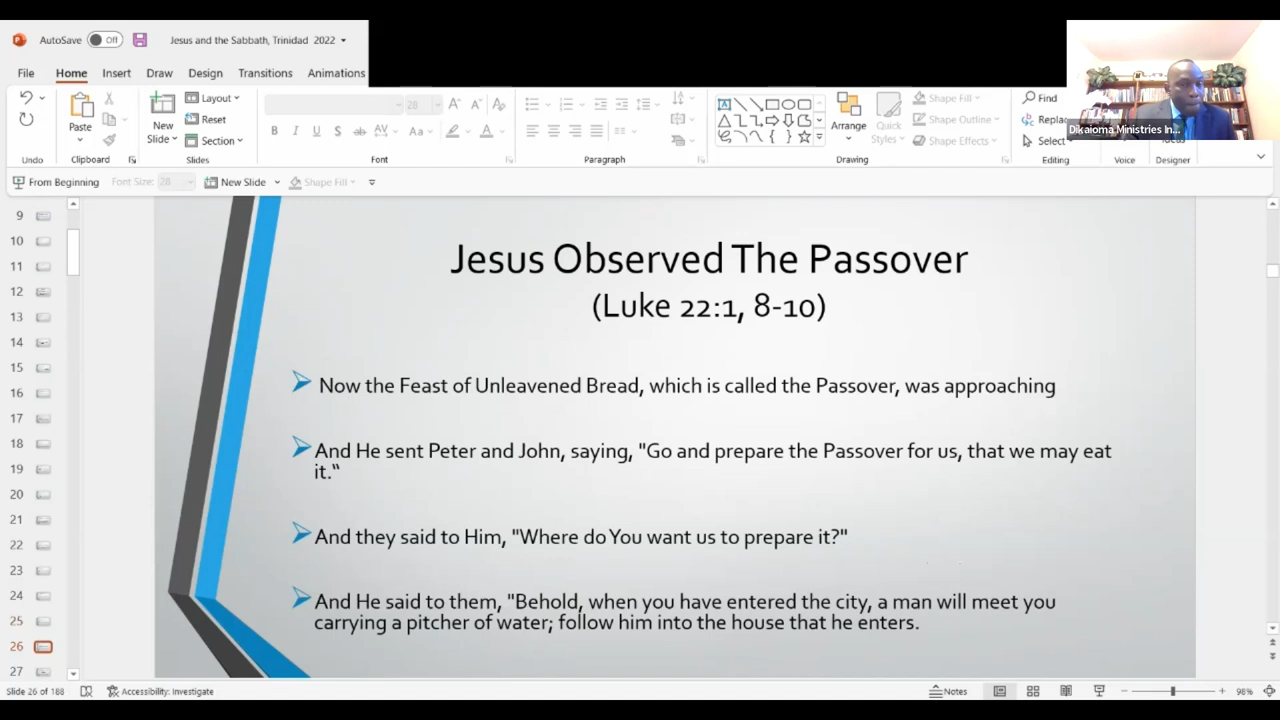 AutoSave Off Jesus and the Sabbath, Trinidad 2022
File Home Insert Draw Design Transitions Animations
Layout 28 Shape Fill Find
Paste New Slide Reset Arrange Quick Styles Shape Outline Repla
Section Shape Effects Select
Dikaioma Ministries In...
Undo Clipboard Slides Font Paragraph Drawing Editing Voice Designer
From Beginning Font Size: 28 New Slide Shape Fill
9
10
11
12
13
14
15
16
17
18
19
20
21
22
23
24
25
26
27
Jesus Observed The Passover
(Luke 22:1, 8-10)
Now the Feast of Unleavened Bread, which is called the Passover, was approaching
And He sent Peter and John, saying, "Go and prepare the Passover for us, that we may eat
it.“
And they said to Him, "Where do You want us to prepare it?"
And He said to them, "Behold, when you have entered the city, a man will meet you
carrying a pitcher of water; follow him into the house that he enters.
Slide 26 of 188 Accessibility: Investigate Notes 98%